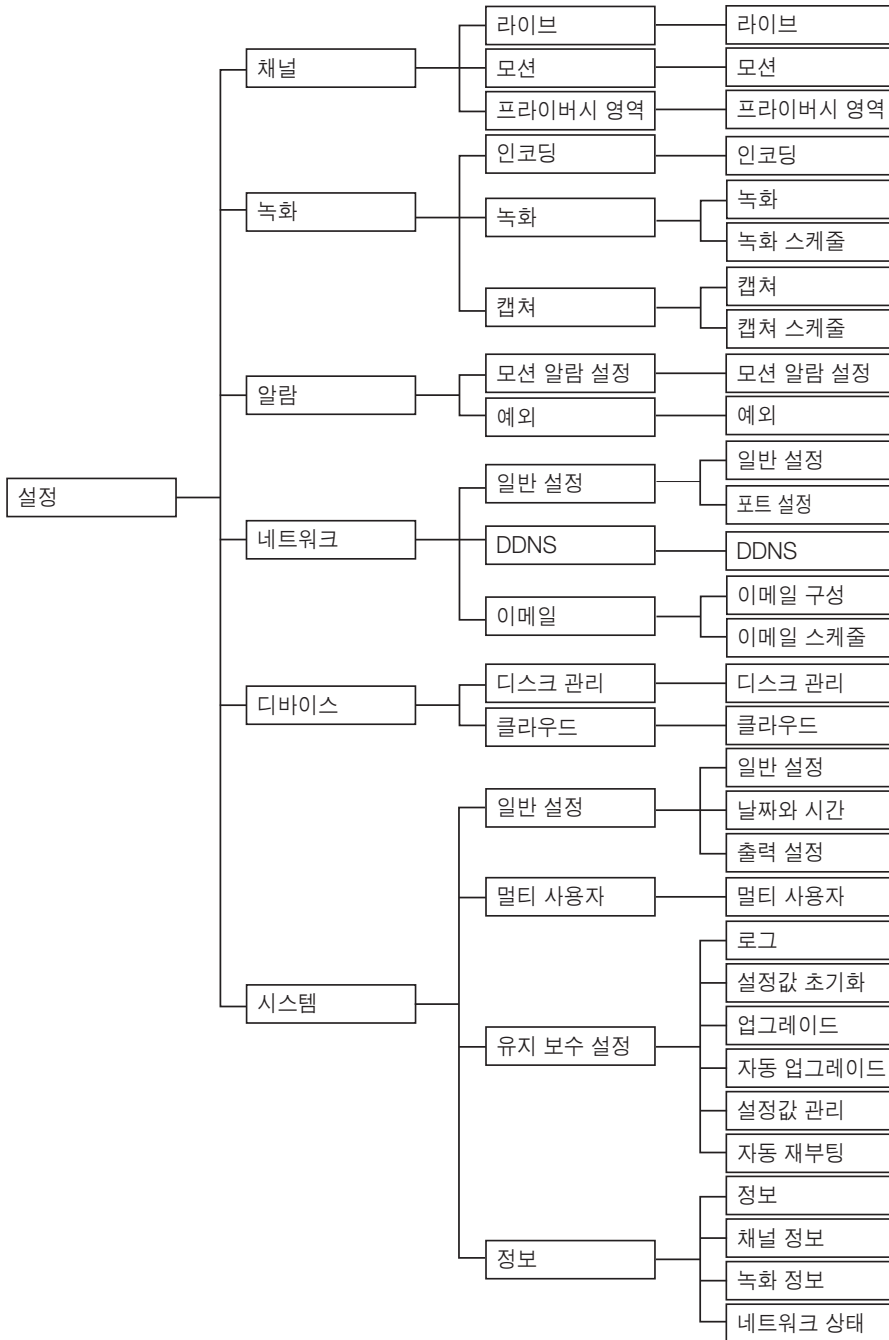 설정
채널
라이브
라이브
모션
모션
프라이버시 영역
프라이버시 영역
녹화
인코딩
인코딩
녹화
녹화
녹화 스케줄
캡쳐
캡쳐
캡쳐 스케줄
알람
모션 알람 설정
모션 알람 설정
예외
예외
네트워크
일반 설정
일반 설정
포트 설정
DDNS
DDNS
이메일
이메일 구성
이메일 스케줄
디바이스
디스크 관리
디스크 관리
클라우드
클라우드
시스템
일반 설정
일반 설정
날짜와 시간
출력 설정
멀티 사용자
멀티 사용자
유지 보수 설정
로그
설정값 초기화
업그레이드
자동 업그레이드
설정값 관리
자동 재부팅
정보
정보
채널 정보
녹화 정보
네트워크 상태